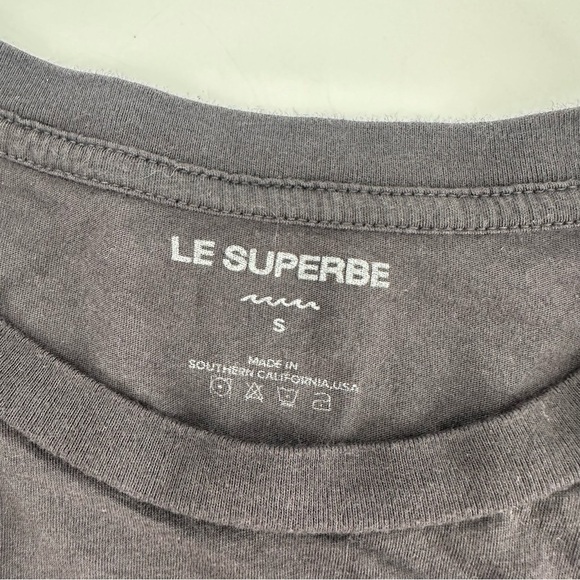 LE SUPERBE
S
MADE IN
SOUTHERN CALIFORNIA,USA